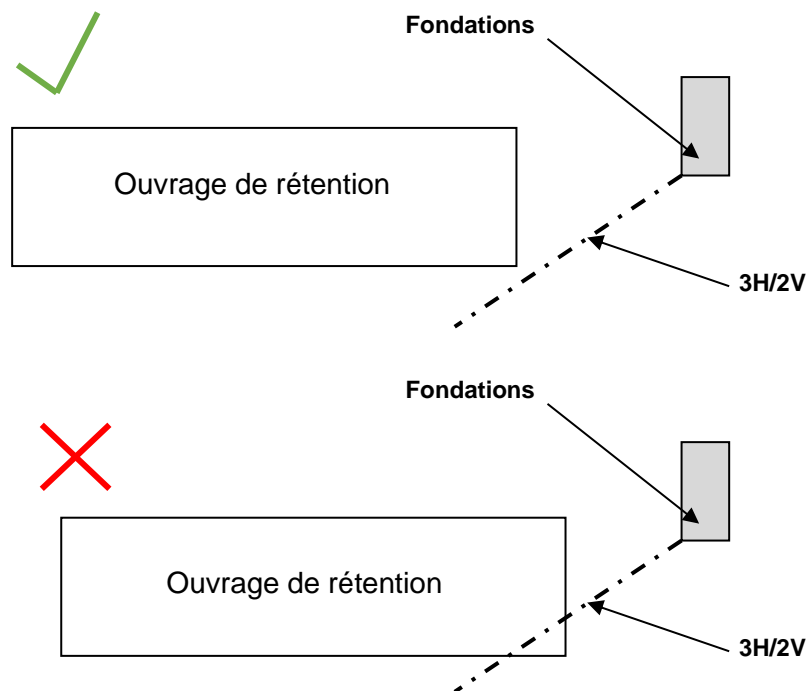 Fondations
Ouvrage de rétention
3H/2V
Fondations
Ouvrage de rétention
3H/2V